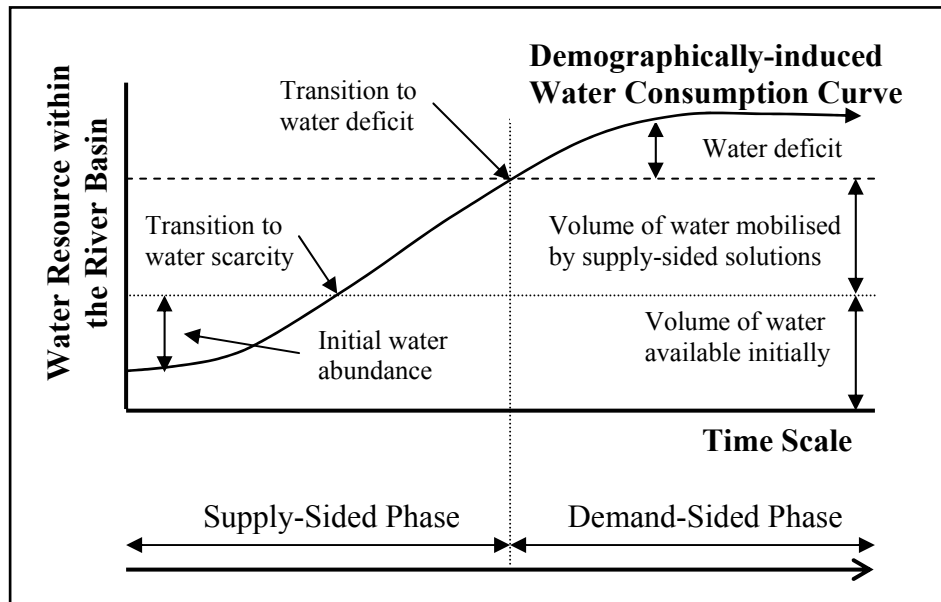 Demographically-induced
Water Consumption Curve
Transition to
water deficit
Water deficit
Water Resource within
the River Basin
Transition to
water scarcity
Volume of water mobilised
by supply-sided solutions
Initial water
abundance
Volume of water
available initially
Time Scale
Supply-Sided Phase
Demand-Sided Phase